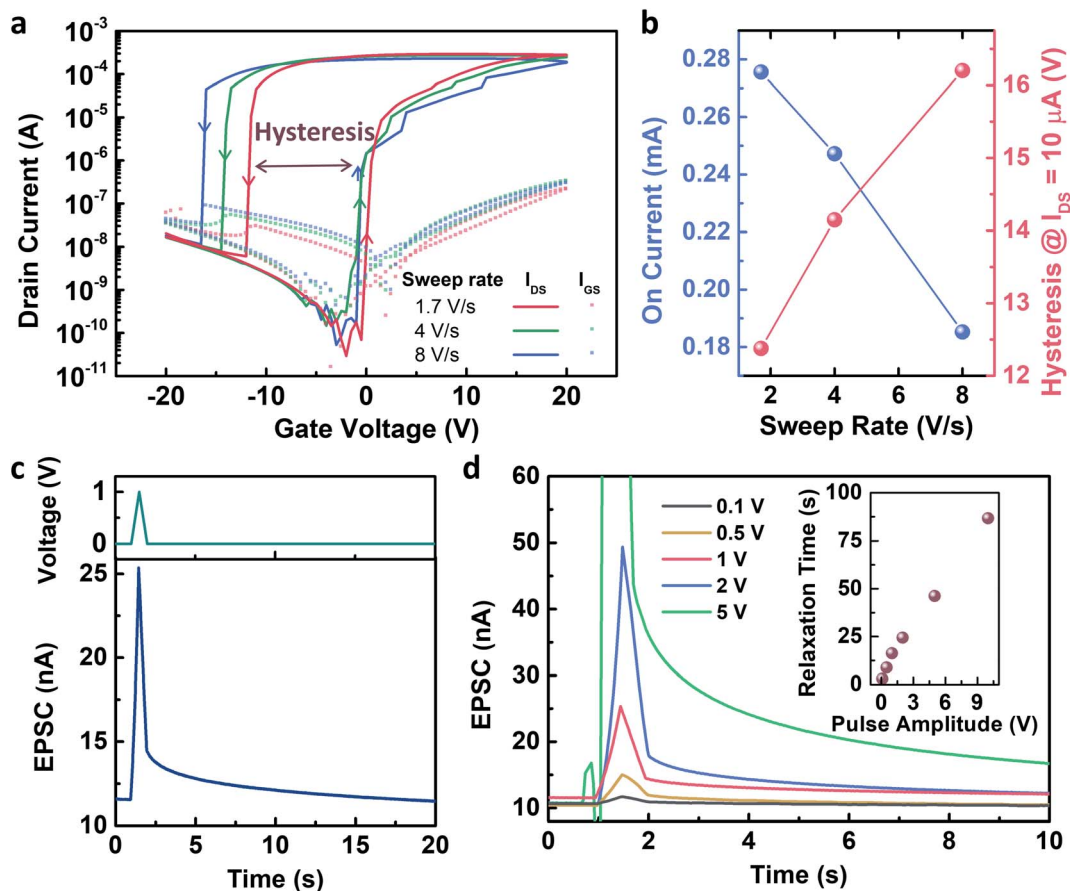 a
10⁻³
10⁻⁴
10⁻⁵
10⁻⁶
10⁻⁷
10⁻⁸
10⁻⁹
10⁻¹⁰
10⁻¹¹
Drain Current (A)
Hysteresis
Sweep rate I_DS I_GS
1.7 V/s
4 V/s
8 V/s
-20 -10 0 10 20
Gate Voltage (V)
b
0.28
0.26
0.24
0.22
0.20
0.18
On Current (mA)
16
15
14
13
12
Hysteresis @ I_DS = 10 µA (V)
2 4 6 8
Sweep Rate (V/s)
c
1
0
Voltage (V)
25
20
15
10
EPSC (nA)
0 5 10 15 20
Time (s)
d
60
50
40
30
20
10
EPSC (nA)
0.1 V
0.5 V
1 V
2 V
5 V
100
75
50
25
0
Relaxation Time (s)
0 3 6 9
Pulse Amplitude (V)
0 2 4 6 8 10
Time (s)